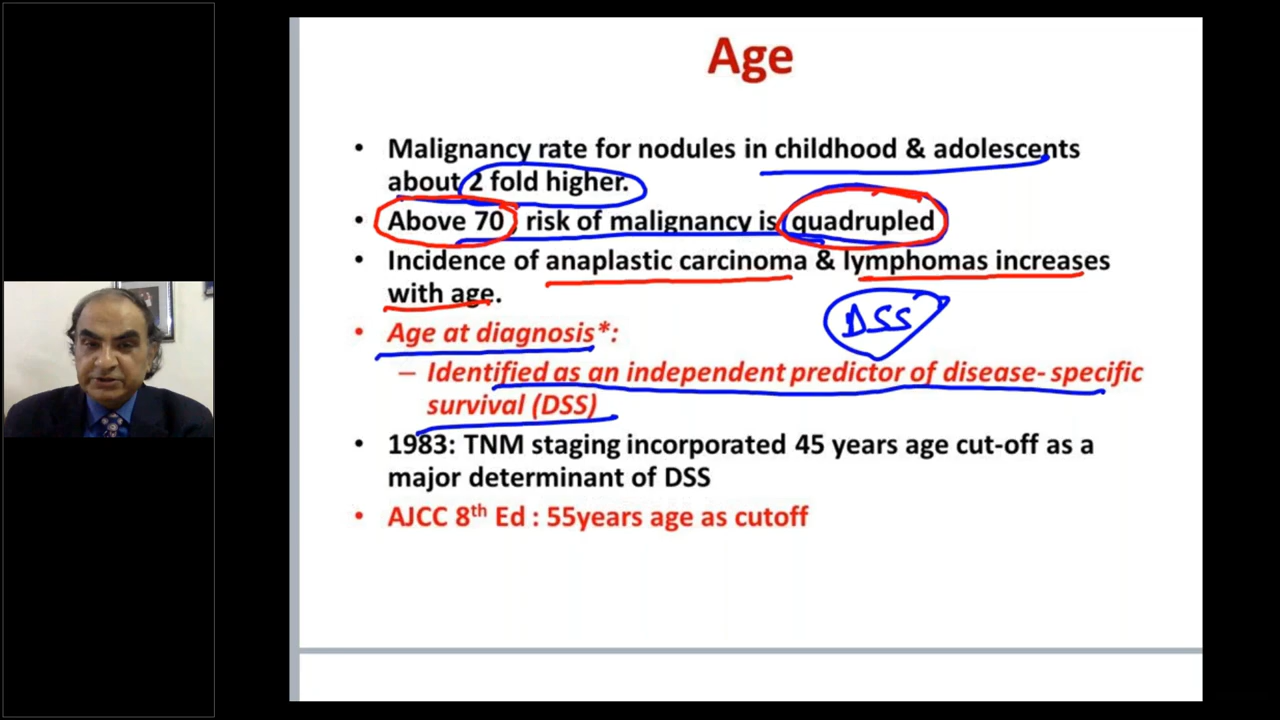 Age
• Malignancy rate for nodules in childhood & adolescents
about 2 fold higher.
• Above 70, risk of malignancy is quadrupled
• Incidence of anaplastic carcinoma & lymphomas increases
with age.
DSS
• Age at diagnosis*:
– Identified as an independent predictor of disease- specific
survival (DSS)
• 1983: TNM staging incorporated 45 years age cut-off as a
major determinant of DSS
• AJCC 8th Ed : 55years age as cutoff